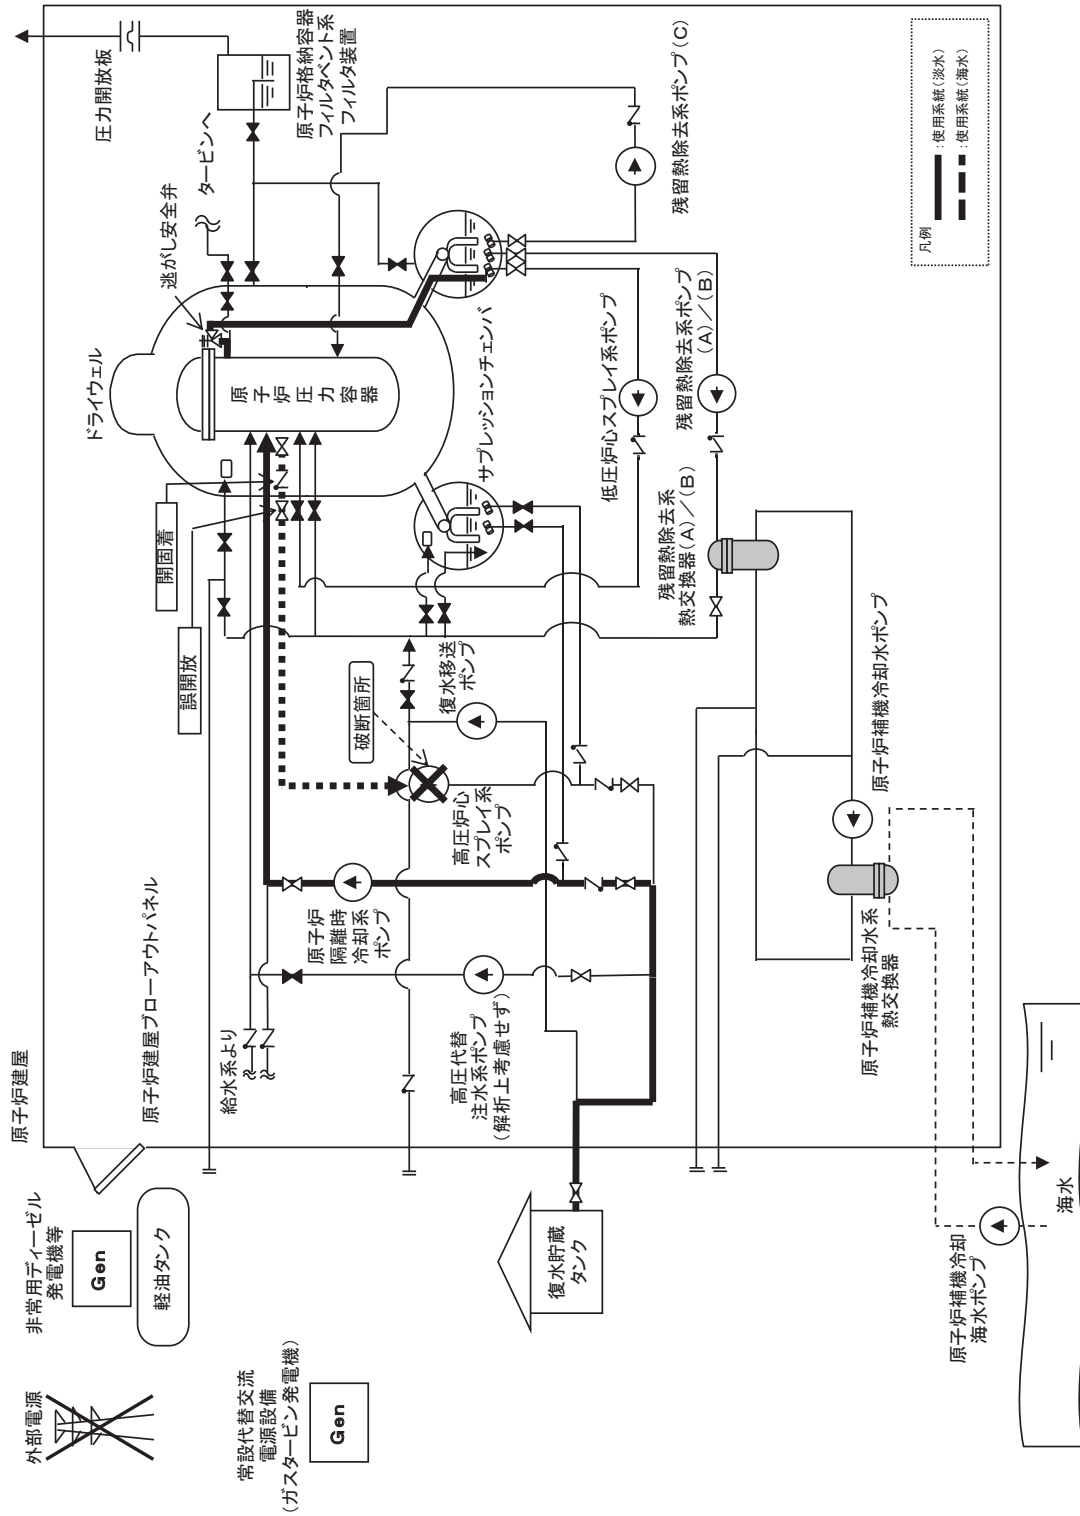 外部電源
非常用ディーゼル
発電機等
Gen
軽油タンク
常設代替交流
電源設備
(ガスタービン発電機)
Gen
原子炉建屋
原子炉建屋ブローアウトパネル
給水系より
誤開放
開固着
ドライウェル
逃がし安全弁
タービンへ
圧力開放板
原子炉格納容器
フィルタベント系
フィルタ装置
原子炉圧力容器
サプレッションチェンバ
破断箇所
復水移送
ポンプ
高圧炉心
スプレイ系
ポンプ
原子炉
隔離時
冷却系
ポンプ
高圧代替
注水系ポンプ
(解析上考慮せず)
復水貯蔵
タンク
低圧炉心スプレイ系ポンプ
残留熱除去系ポンプ
(A)/(B)
残留熱除去系ポンプ(C)
残留熱除去系
熱交換器(A)/(B)
原子炉補機冷却水ポンプ
原子炉補機冷却水系
熱交換器
原子炉補機冷却
海水ポンプ
海水
凡例
:使用系統(淡水)
:使用系統(海水)